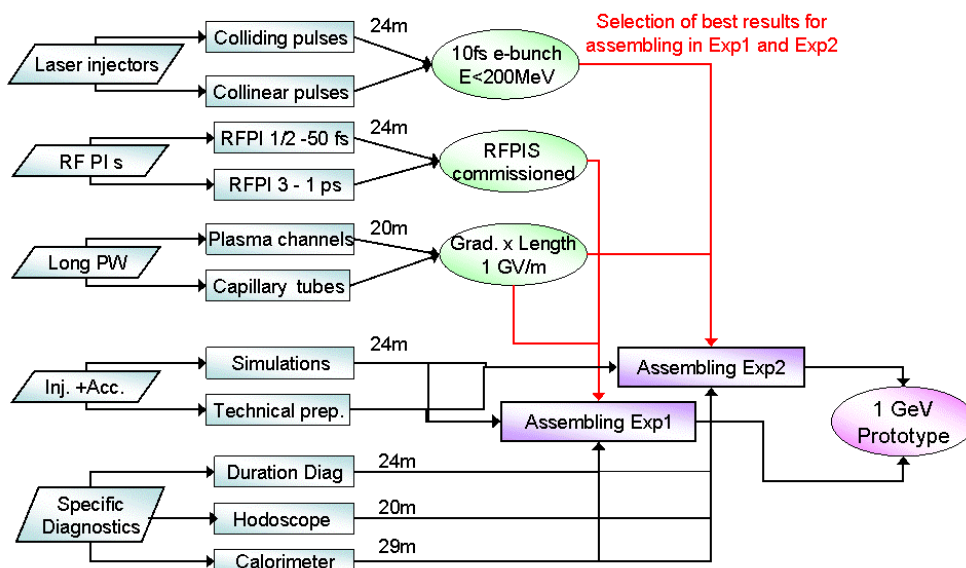 Selection of best results for
assembling in Exp1 and Exp2
Laser injectors
Colliding pulses
24m
Collinear pulses
10fs e-bunch
E<200MeV
RF PI s
RFPI 1/2 -50 fs
24m
RFPI 3 - 1 ps
RFPIS
commissioned
Long PW
Plasma channels
20m
Capillary tubes
Grad. x Length
1 GV/m
Inj. +Acc.
Simulations
24m
Technical prep.
Assembling Exp2
Assembling Exp1
1 GeV
Prototype
Specific
Diagnostics
Duration Diag
24m
Hodoscope
20m
Calorimeter
29m